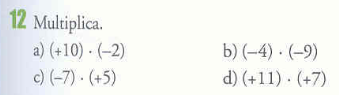 12 Multiplica.
a) (+10) · (–2) b) (–4) · (–9)
c) (–7) · (+5) d) (+11) · (+7)